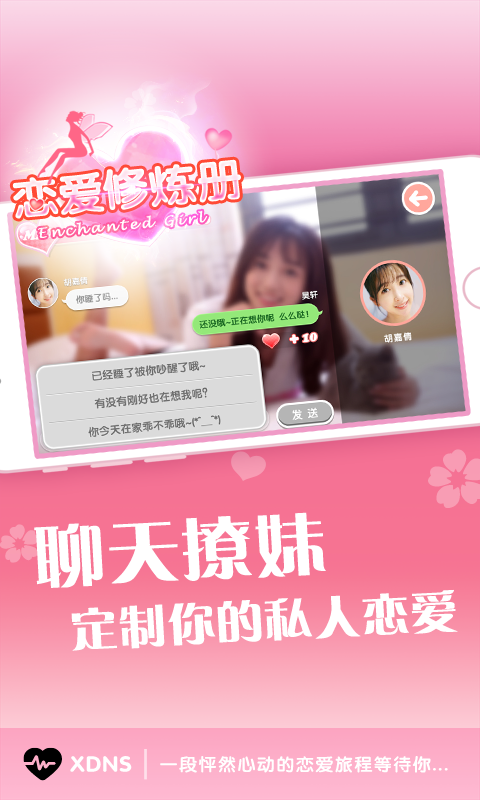 恋爱修炼册
Enchanted Girl
胡嘉倩
你睡了吗...
吴轩
还没哦~正在想你呢 么么哒!
+10
胡嘉倩
已经睡了被你吵醒了哦~
有没有刚好也在想我呢?
你今天在家乖不乖哦~(*^__^*)
发 送
聊天撩妹
定制你的私人恋爱
XDNS
一段怦然心动的恋爱旅程等待你...